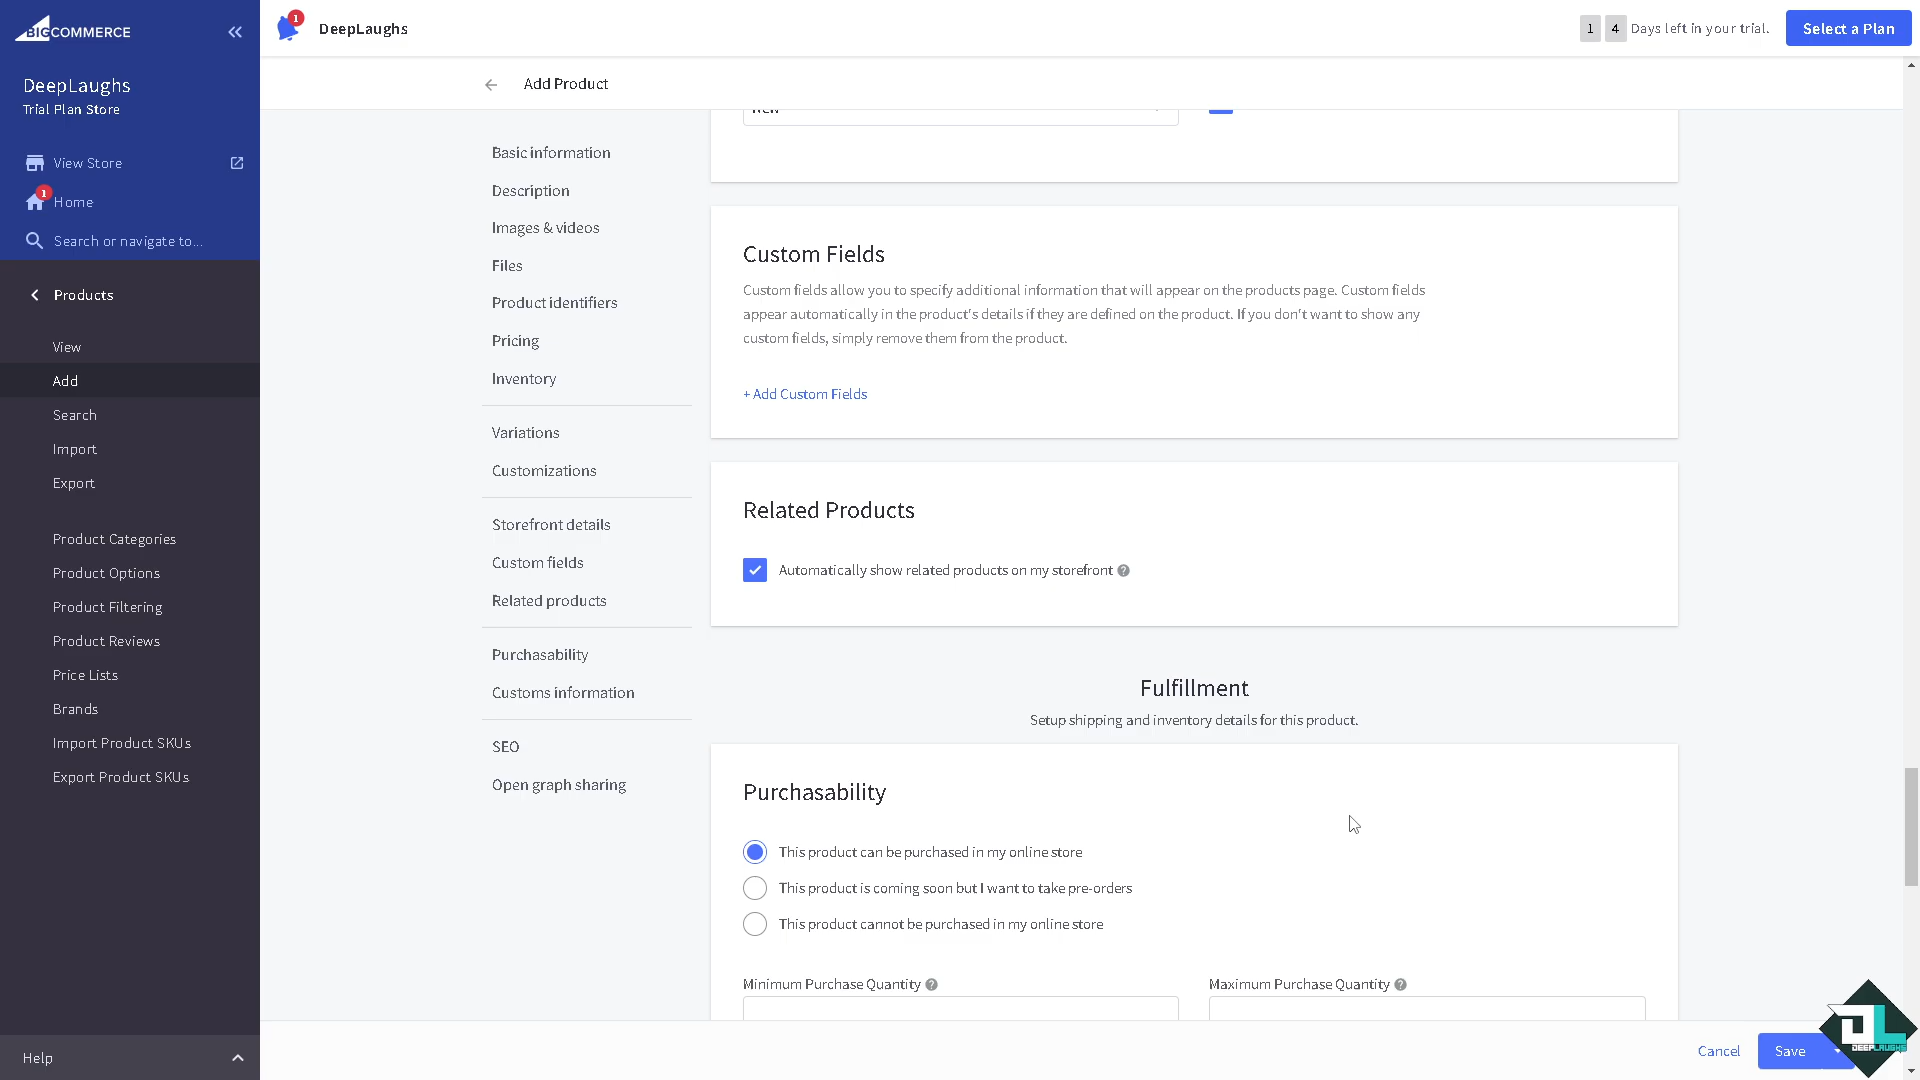 BIGCOMMERCE
1
DeepLaughs
1 4 Days left in your trial.
Select a Plan
DeepLaughs
Trial Plan Store
View Store
1
Home
Search or navigate to...
Products
View
Add
Search
Import
Export
Product Categories
Product Options
Product Filtering
Product Reviews
Price Lists
Brands
Import Product SKUs
Export Product SKUs
Help
Add Product
Basic information
Description
Images & videos
Files
Product identifiers
Pricing
Inventory
Variations
Customizations
Storefront details
Custom fields
Related products
Purchasability
Customs information
SEO
Open graph sharing
Custom Fields
Custom fields allow you to specify additional information that will appear on the products page. Custom fields
appear automatically in the product's details if they are defined on the product. If you don't want to show any
custom fields, simply remove them from the product.
+ Add Custom Fields
Related Products
Automatically show related products on my storefront
Fulfillment
Setup shipping and inventory details for this product.
Purchasability
This product can be purchased in my online store
This product is coming soon but I want to take pre-orders
This product cannot be purchased in my online store
Minimum Purchase Quantity
Maximum Purchase Quantity
Cancel
Save
DL
DEEPLAUGHS